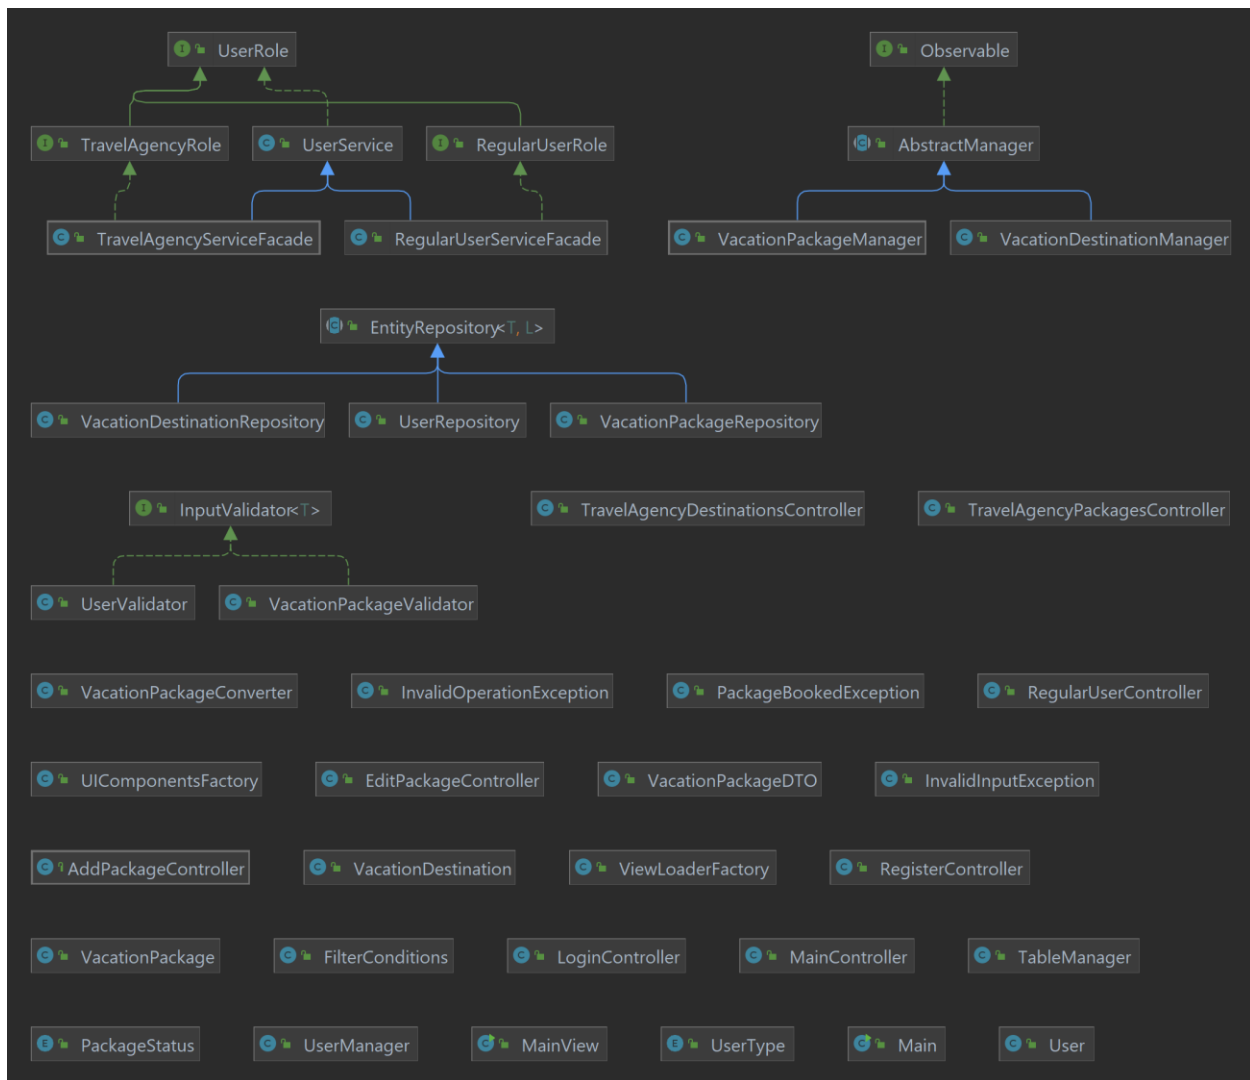 UserRole Observable
TravelAgencyRole UserService RegularUserRole AbstractManager
TravelAgencyServiceFacade RegularUserServiceFacade VacationPackageManager VacationDestinationManager
EntityRepository<T, L>
VacationDestinationRepository UserRepository VacationPackageRepository
InputValidator<T> TravelAgencyDestinationsController TravelAgencyPackagesController
UserValidator VacationPackageValidator
VacationPackageConverter InvalidOperationException PackageBookedException RegularUserController
UIComponentsFactory EditPackageController VacationPackageDTO InvalidInputException
AddPackageController VacationDestination ViewLoaderFactory RegisterController
VacationPackage FilterConditions LoginController MainController TableManager
PackageStatus UserManager MainView UserType Main User